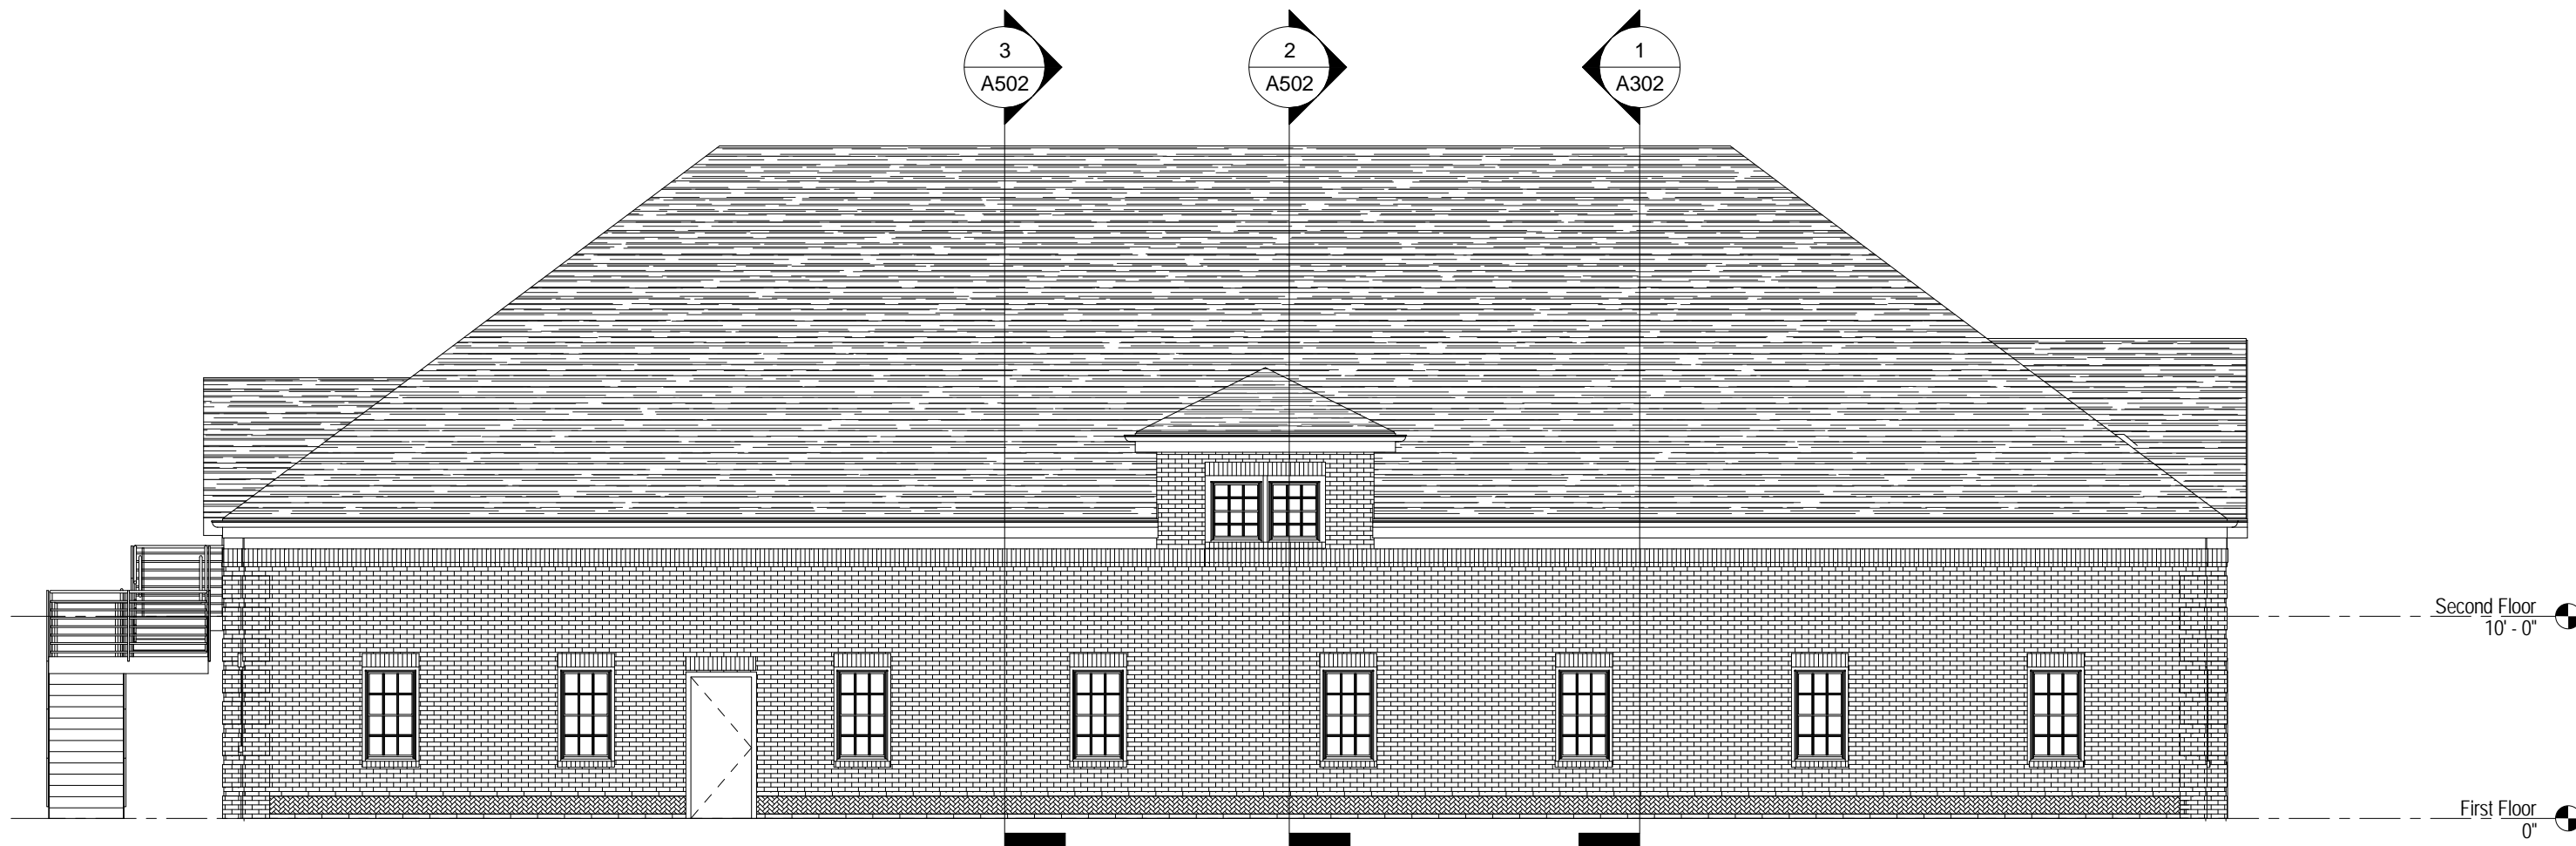 3
A502
2
A502
1
A302
Second Floor
10' - 0"
First Floor
0"